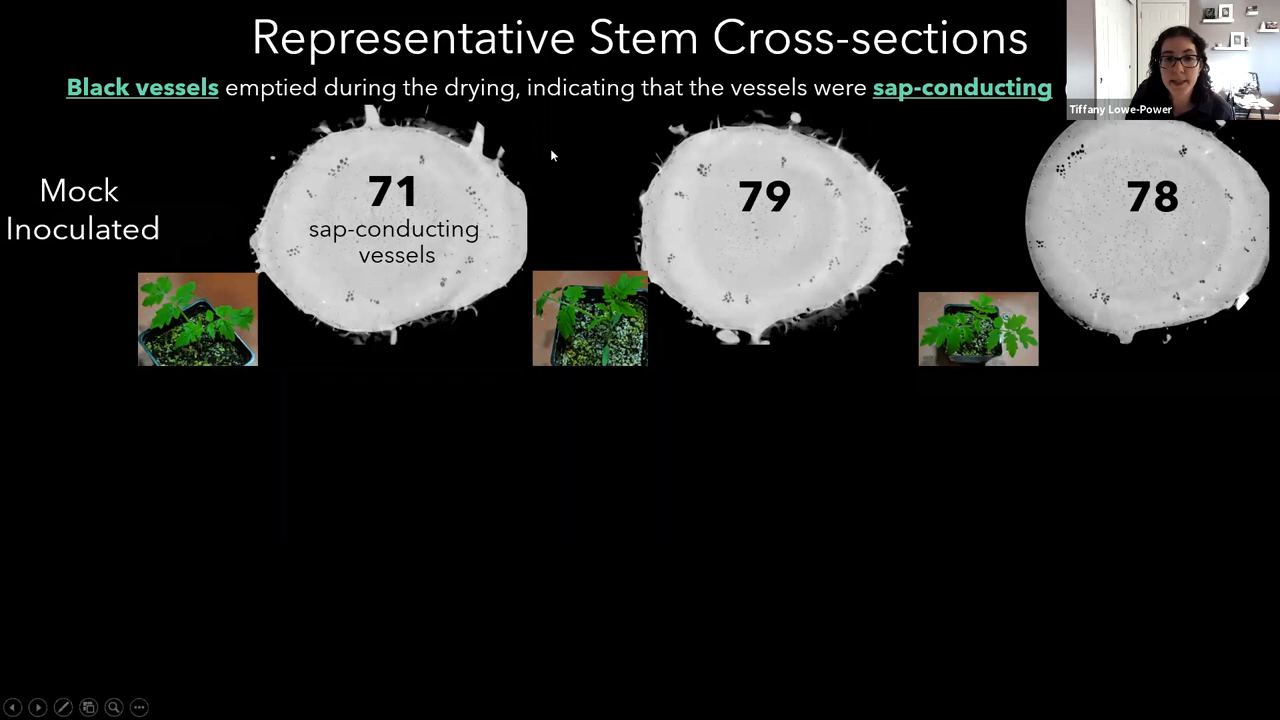 Representative Stem Cross-sections
Black vessels emptied during the drying, indicating that the vessels were sap-conducting
Tiffany Lowe-Power
Mock
Inoculated
71
sap-conducting
vessels
79
78